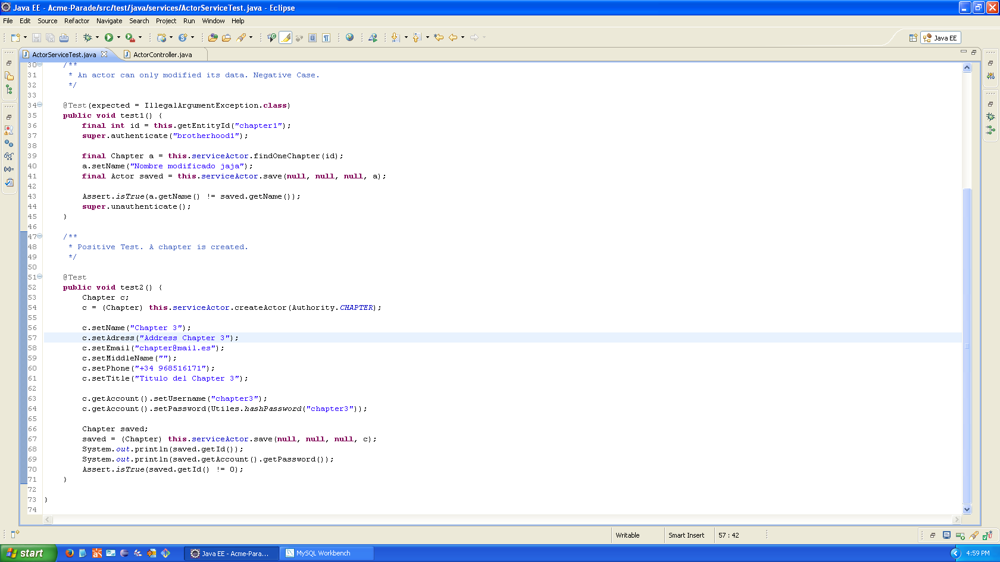 Java EE - Acme-Parade/src/test/java/services/ActorServiceTest.java - Eclipse
File Edit Source Refactor Navigate Search Project Run Window Help
Java EE
ActorServiceTest.java
ActorController.java
30 /**
31 * An actor can only modified its data. Negative Case.
32 */
33
34 @Test(expected = IllegalArgumentException.class)
35 public void test1() {
36 final int id = this.getEntityId("chapter1");
37 super.authenticate("brotherhood1");
38
39 final Chapter a = this.serviceActor.findOneChapter(id);
40 a.setName("Nombre modificado jaja");
41 final Actor saved = this.serviceActor.save(null, null, null, a);
42
43 Assert.isTrue(a.getName() != saved.getName());
44 super.unauthenticate();
45 }
46
47 /**
48 * Positive Test. A chapter is created.
49 */
50
51 @Test
52 public void test2() {
53 Chapter c;
54 c = (Chapter) this.serviceActor.createActor(Authority.CHAPTER);
55
56 c.setName("Chapter 3");
57 c.setAdress("Address Chapter 3");
58 c.setEmail("chapter@mail.es");
59 c.setMiddleName("");
60 c.setPhone("+34 968516171");
61 c.setTitle("Titulo del Chapter 3");
62
63 c.getAccount().setUsername("chapter3");
64 c.getAccount().setPassword(Utiles.hashPassword("chapter3"));
65
66 Chapter saved;
67 saved = (Chapter) this.serviceActor.save(null, null, null, c);
68 System.out.println(saved.getId());
69 System.out.println(saved.getAccount().getPassword());
70 Assert.isTrue(saved.getId() != 0);
71 }
72
73 }
74
Writable
Smart Insert
57 : 42
start
Java EE - Acme-Para...
MySQL Workbench
4:59 PM